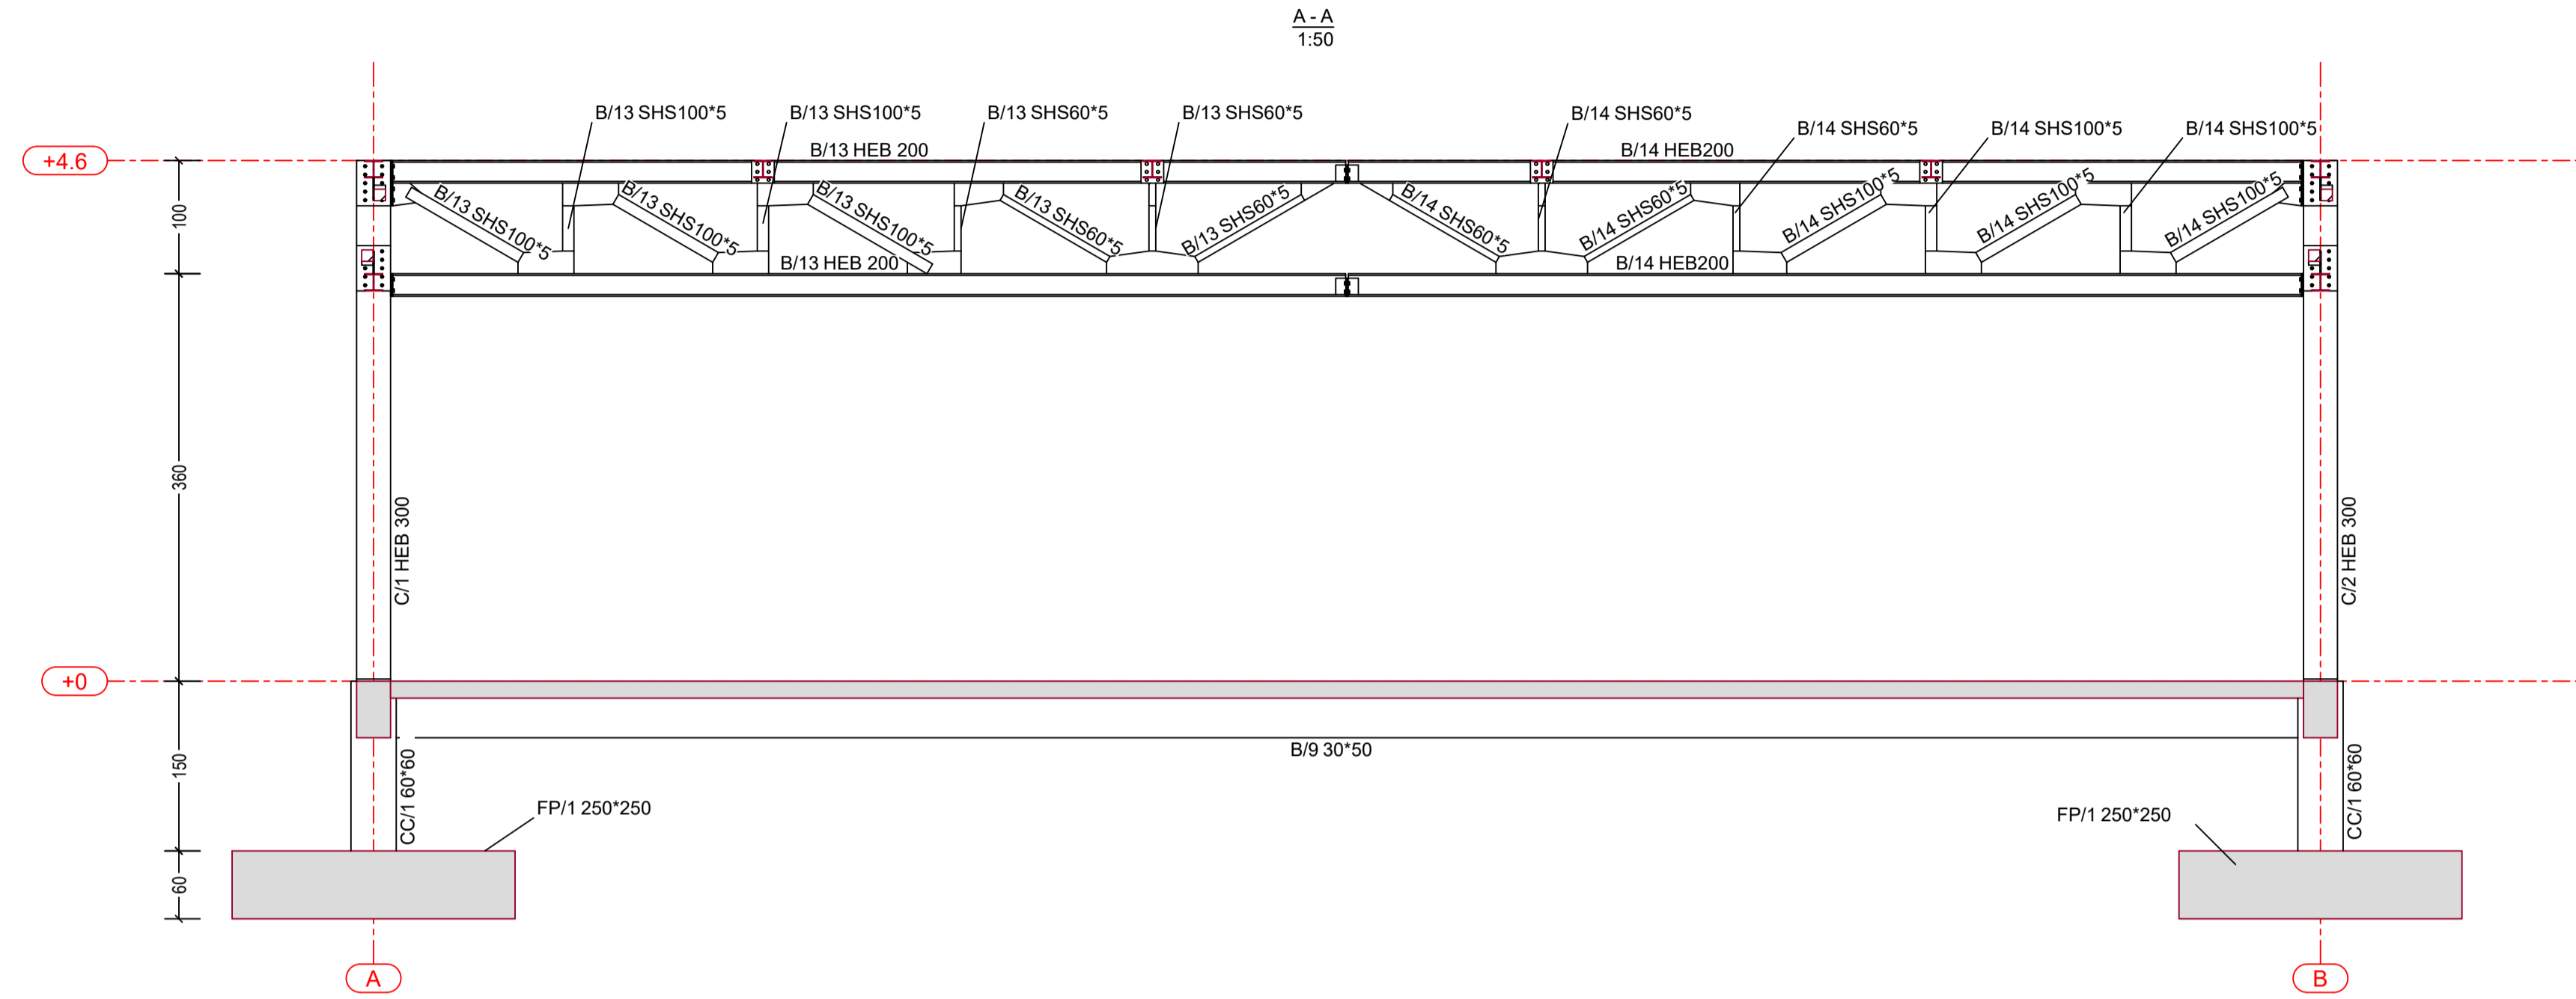 A - A
1:50
B/13 SHS100*5
B/13 SHS100*5
B/13 SHS60*5
B/13 SHS60*5
B/14 SHS60*5
B/14 SHS60*5
B/14 SHS100*5
B/14 SHS100*5
+4.6
B/13 HEB 200
B/14 HEB200
B/13 SHS100*5
B/13 SHS100*5
B/13 SHS100*5
B/13 SHS60*5
B/13 SHS60*5
B/14 SHS60*5
B/14 SHS60*5
B/14 SHS100*5
B/14 SHS100*5
B/14 SHS100*5
100
B/13 HEB 200
B/14 HEB200
360
C/1 HEB 300
C/2 HEB 300
+0
B/9 30*50
150
CC/1 60*60
CC/1 60*60
FP/1 250*250
FP/1 250*250
60
A
B